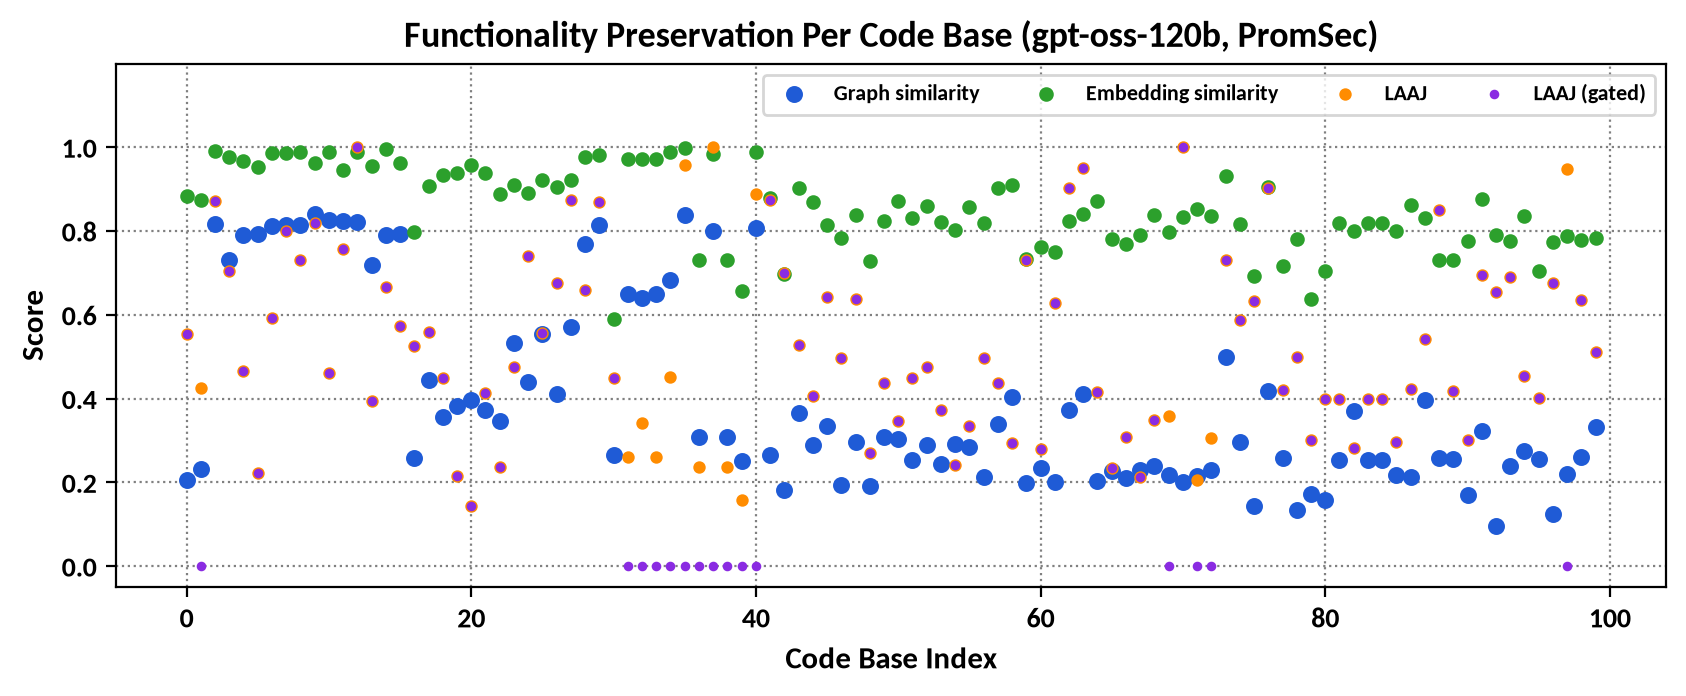 Functionality Preservation Per Code Base (gpt-oss-120b, PromSec)
Graph similarity Embedding similarity LAAJ LAAJ (gated)
1.0
0.8
0.6
0.4
0.2
0.0
Score
0 20 40 60 80 100
Code Base Index